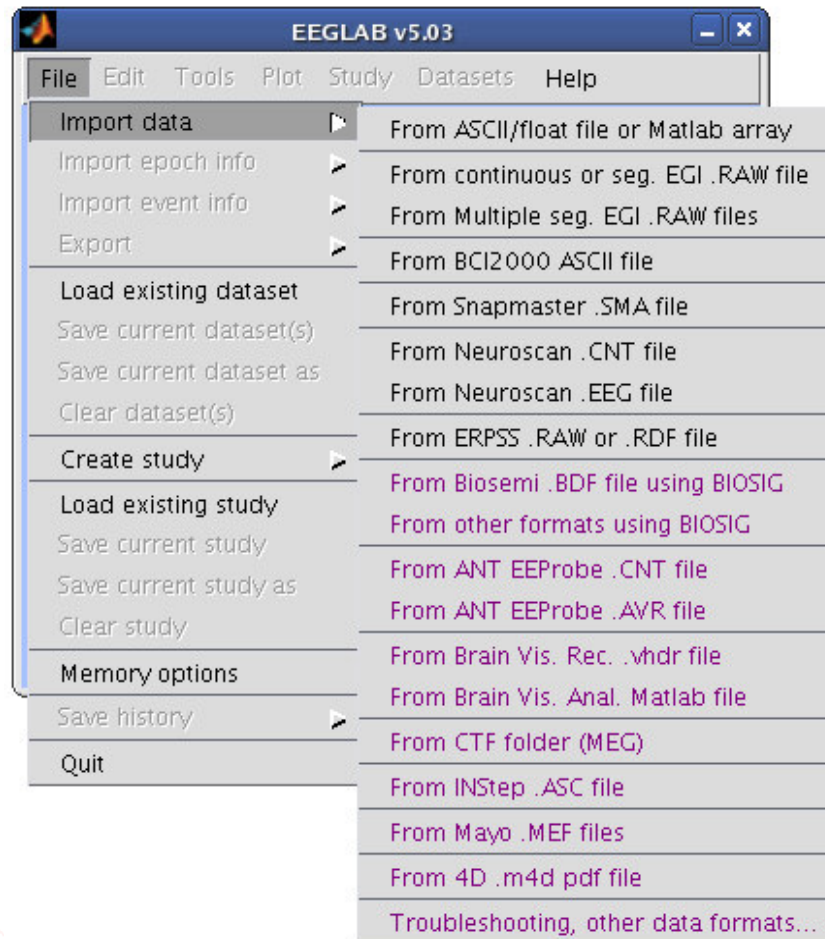 EEGLAB v5.03
File Edit Tools Plot Study Datasets Help
Import data
Import epoch info
Import event info
Export
Load existing dataset
Save current dataset(s)
Save current dataset as
Clear dataset(s)
Create study
Load existing study
Save current study
Save current study as
Clear study
Memory options
Save history
Quit
From ASCII/float file or Matlab array
From continuous or seg. EGI .RAW file
From Multiple seg. EGI .RAW files
From BCI2000 ASCII file
From Snapmaster .SMA file
From Neuroscan .CNT file
From Neuroscan .EEG file
From ERPSS .RAW or .RDF file
From Biosemi .BDF file using BIOSIG
From other formats using BIOSIG
From ANT EEProbe .CNT file
From ANT EEProbe .AVR file
From Brain Vis. Rec. .vhdr file
From Brain Vis. Anal. Matlab file
From CTF folder (MEG)
From INStep .ASC file
From Mayo .MEF files
From 4D .m4d pdf file
Troubleshooting, other data formats...